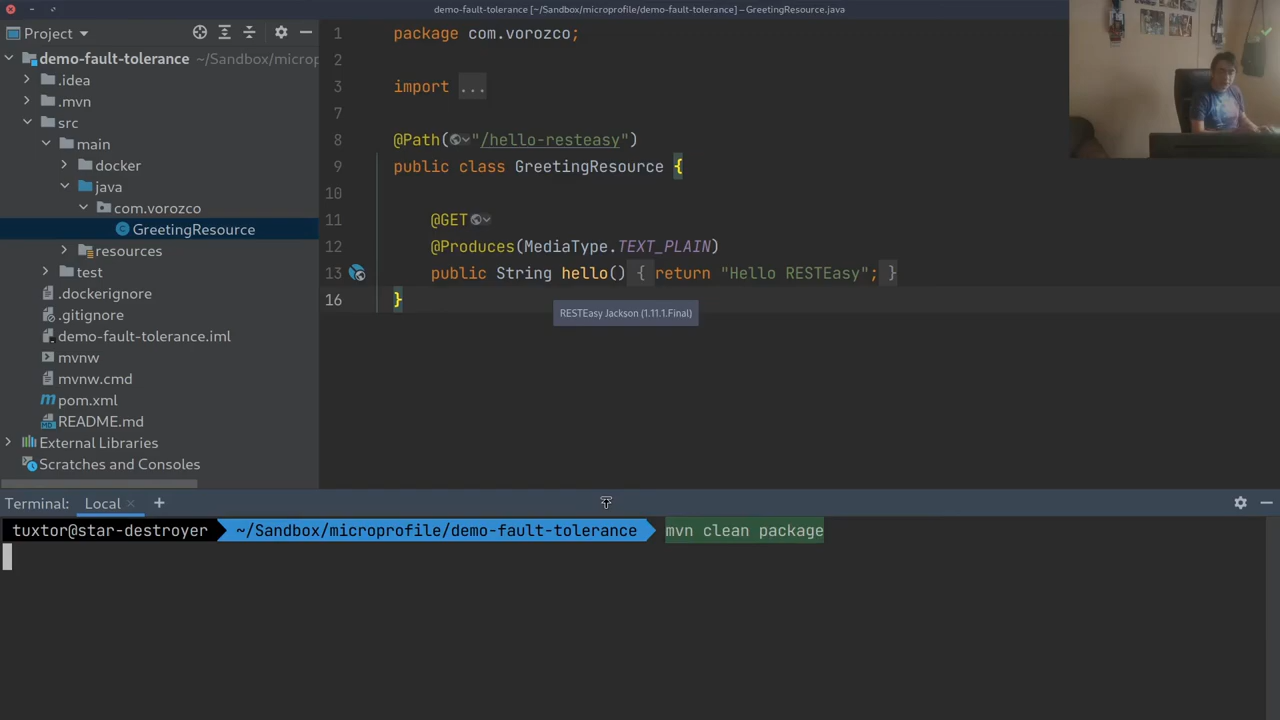 demo-fault-tolerance [~/Sandbox/microprofile/demo-fault-tolerance] – GreetingResource.java
Project
demo-fault-tolerance ~/Sandbox/microp
.idea
.mvn
src
main
docker
java
com.vorozco
GreetingResource
resources
test
.dockerignore
.gitignore
demo-fault-tolerance.iml
mvnw
mvnw.cmd
pom.xml
README.md
External Libraries
Scratches and Consoles
1 package com.vorozco;
2
3 import ...
7
8 @Path("/hello-resteasy")
9 public class GreetingResource {
10
11 @GET
12 @Produces(MediaType.TEXT_PLAIN)
13 public String hello() { return "Hello RESTEasy"; }
16 }
RESTEasy Jackson (1.11.1.Final)
Terminal: Local × +
tuxtor@star-destroyer ~/Sandbox/microprofile/demo-fault-tolerance mvn clean package